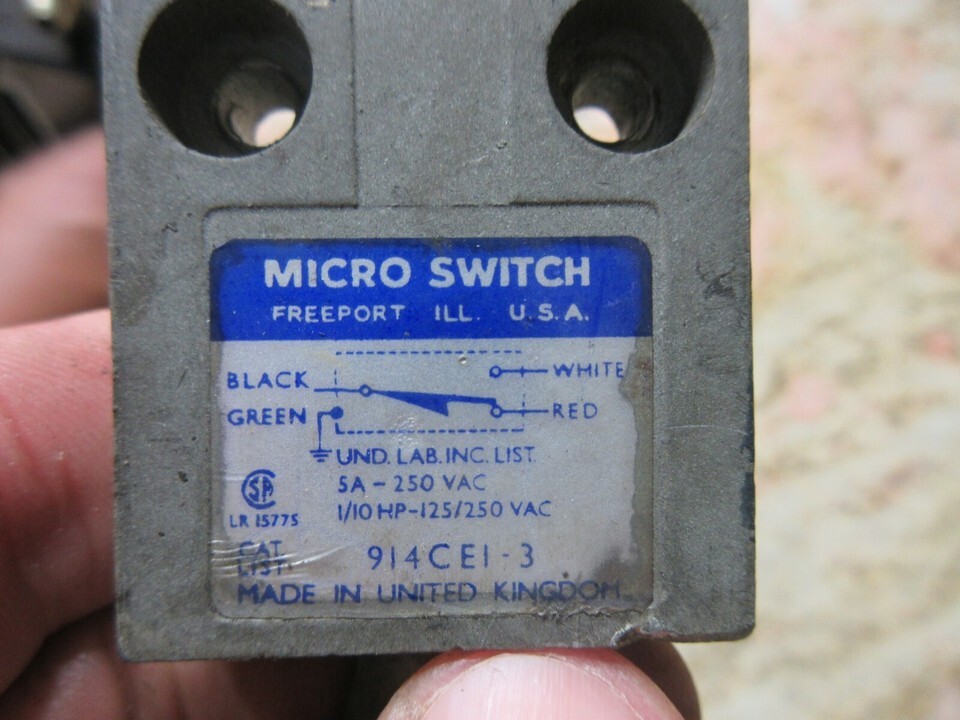 MICRO SWITCH
FREEPORT ILL. U.S.A.
BLACK
WHITE
GREEN
RED
UND. LAB. INC. LIST.
5A - 250 VAC
1/10 HP-125/250 VAC
LR 15775
CAT. LIST. 914CE1-3
MADE IN UNITED KINGDOM